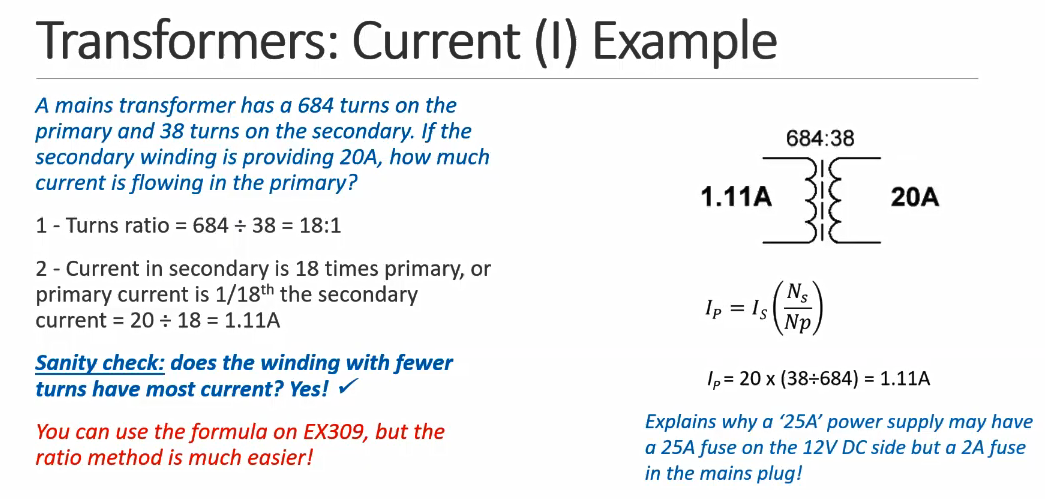 Transformers: Current (I) Example
A mains transformer has a 684 turns on the
primary and 38 turns on the secondary. If the
secondary winding is providing 20A, how much
current is flowing in the primary?
1 - Turns ratio = 684 ÷ 38 = 18:1
2 - Current in secondary is 18 times primary, or
primary current is 1/18th the secondary
current = 20 ÷ 18 = 1.11A
Sanity check: does the winding with fewer
turns have most current? Yes! ✓
You can use the formula on EX309, but the
ratio method is much easier!
684:38
1.11A
20A
I_P = I_S (N_s / Np)
I_P = 20 x (38÷684) = 1.11A
Explains why a ‘25A’ power supply may have
a 25A fuse on the 12V DC side but a 2A fuse
in the mains plug!